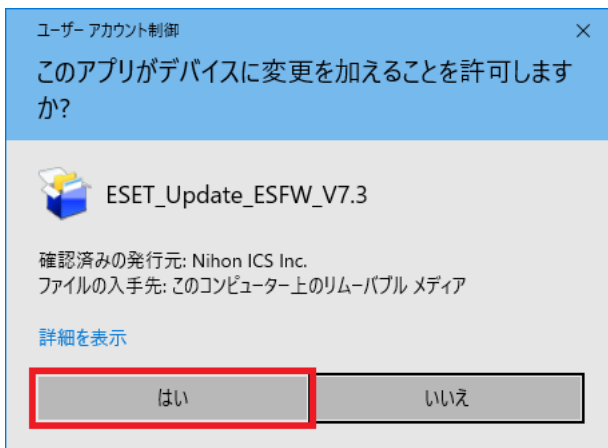 ユーザー アカウント制御
このアプリがデバイスに変更を加えることを許可します
か?
ESET_Update_ESFW_V7.3
確認済みの発行元: Nihon ICS Inc.
ファイルの入手先: このコンピューター上のリムーバブル メディア
詳細を表示
はい
いいえ